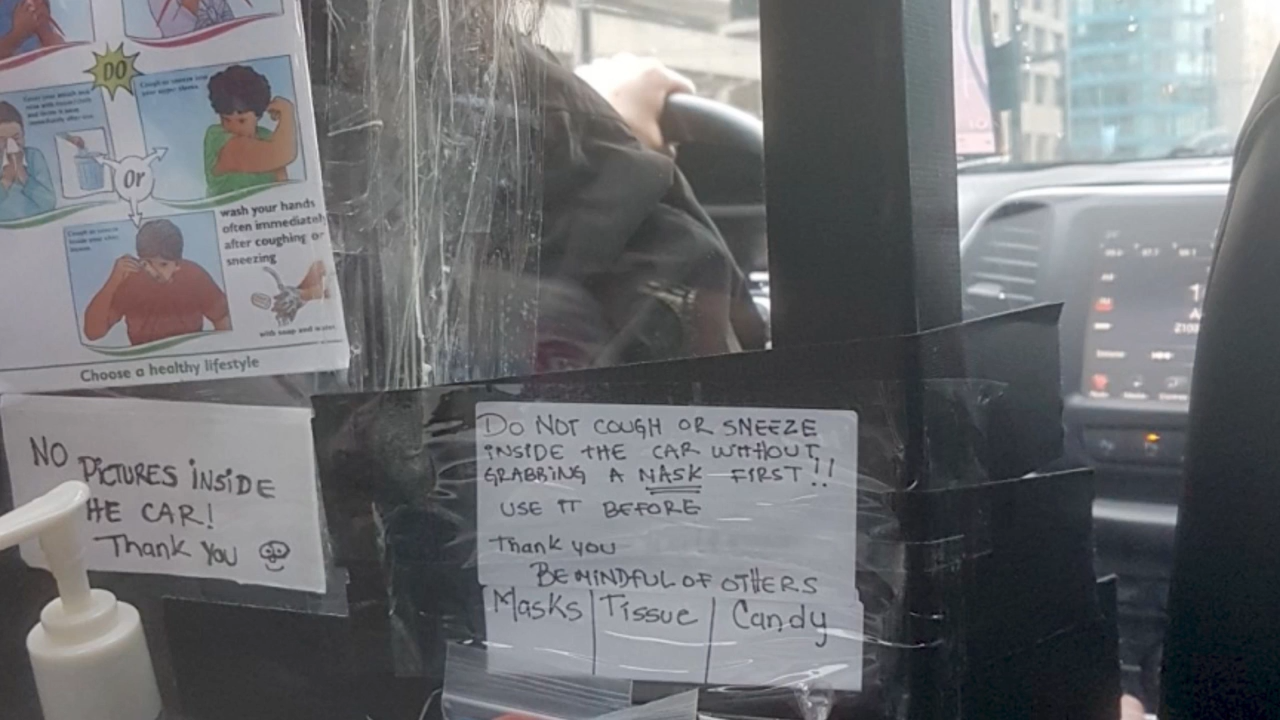 DO
Or
wash your hands
often immediately
after coughing or
sneezing
with soap and water
Choose a healthy lifestyle
NO PICTURES INSIDE
HE CAR!
Thank You
DO NOT COUGH OR SNEEZE
INSIDE THE CAR WITHOUT
GRABBING A MASK FIRST!!
USE IT BEFORE
Thank you
BE MINDFUL OF OTHERS
Masks Tissue Candy